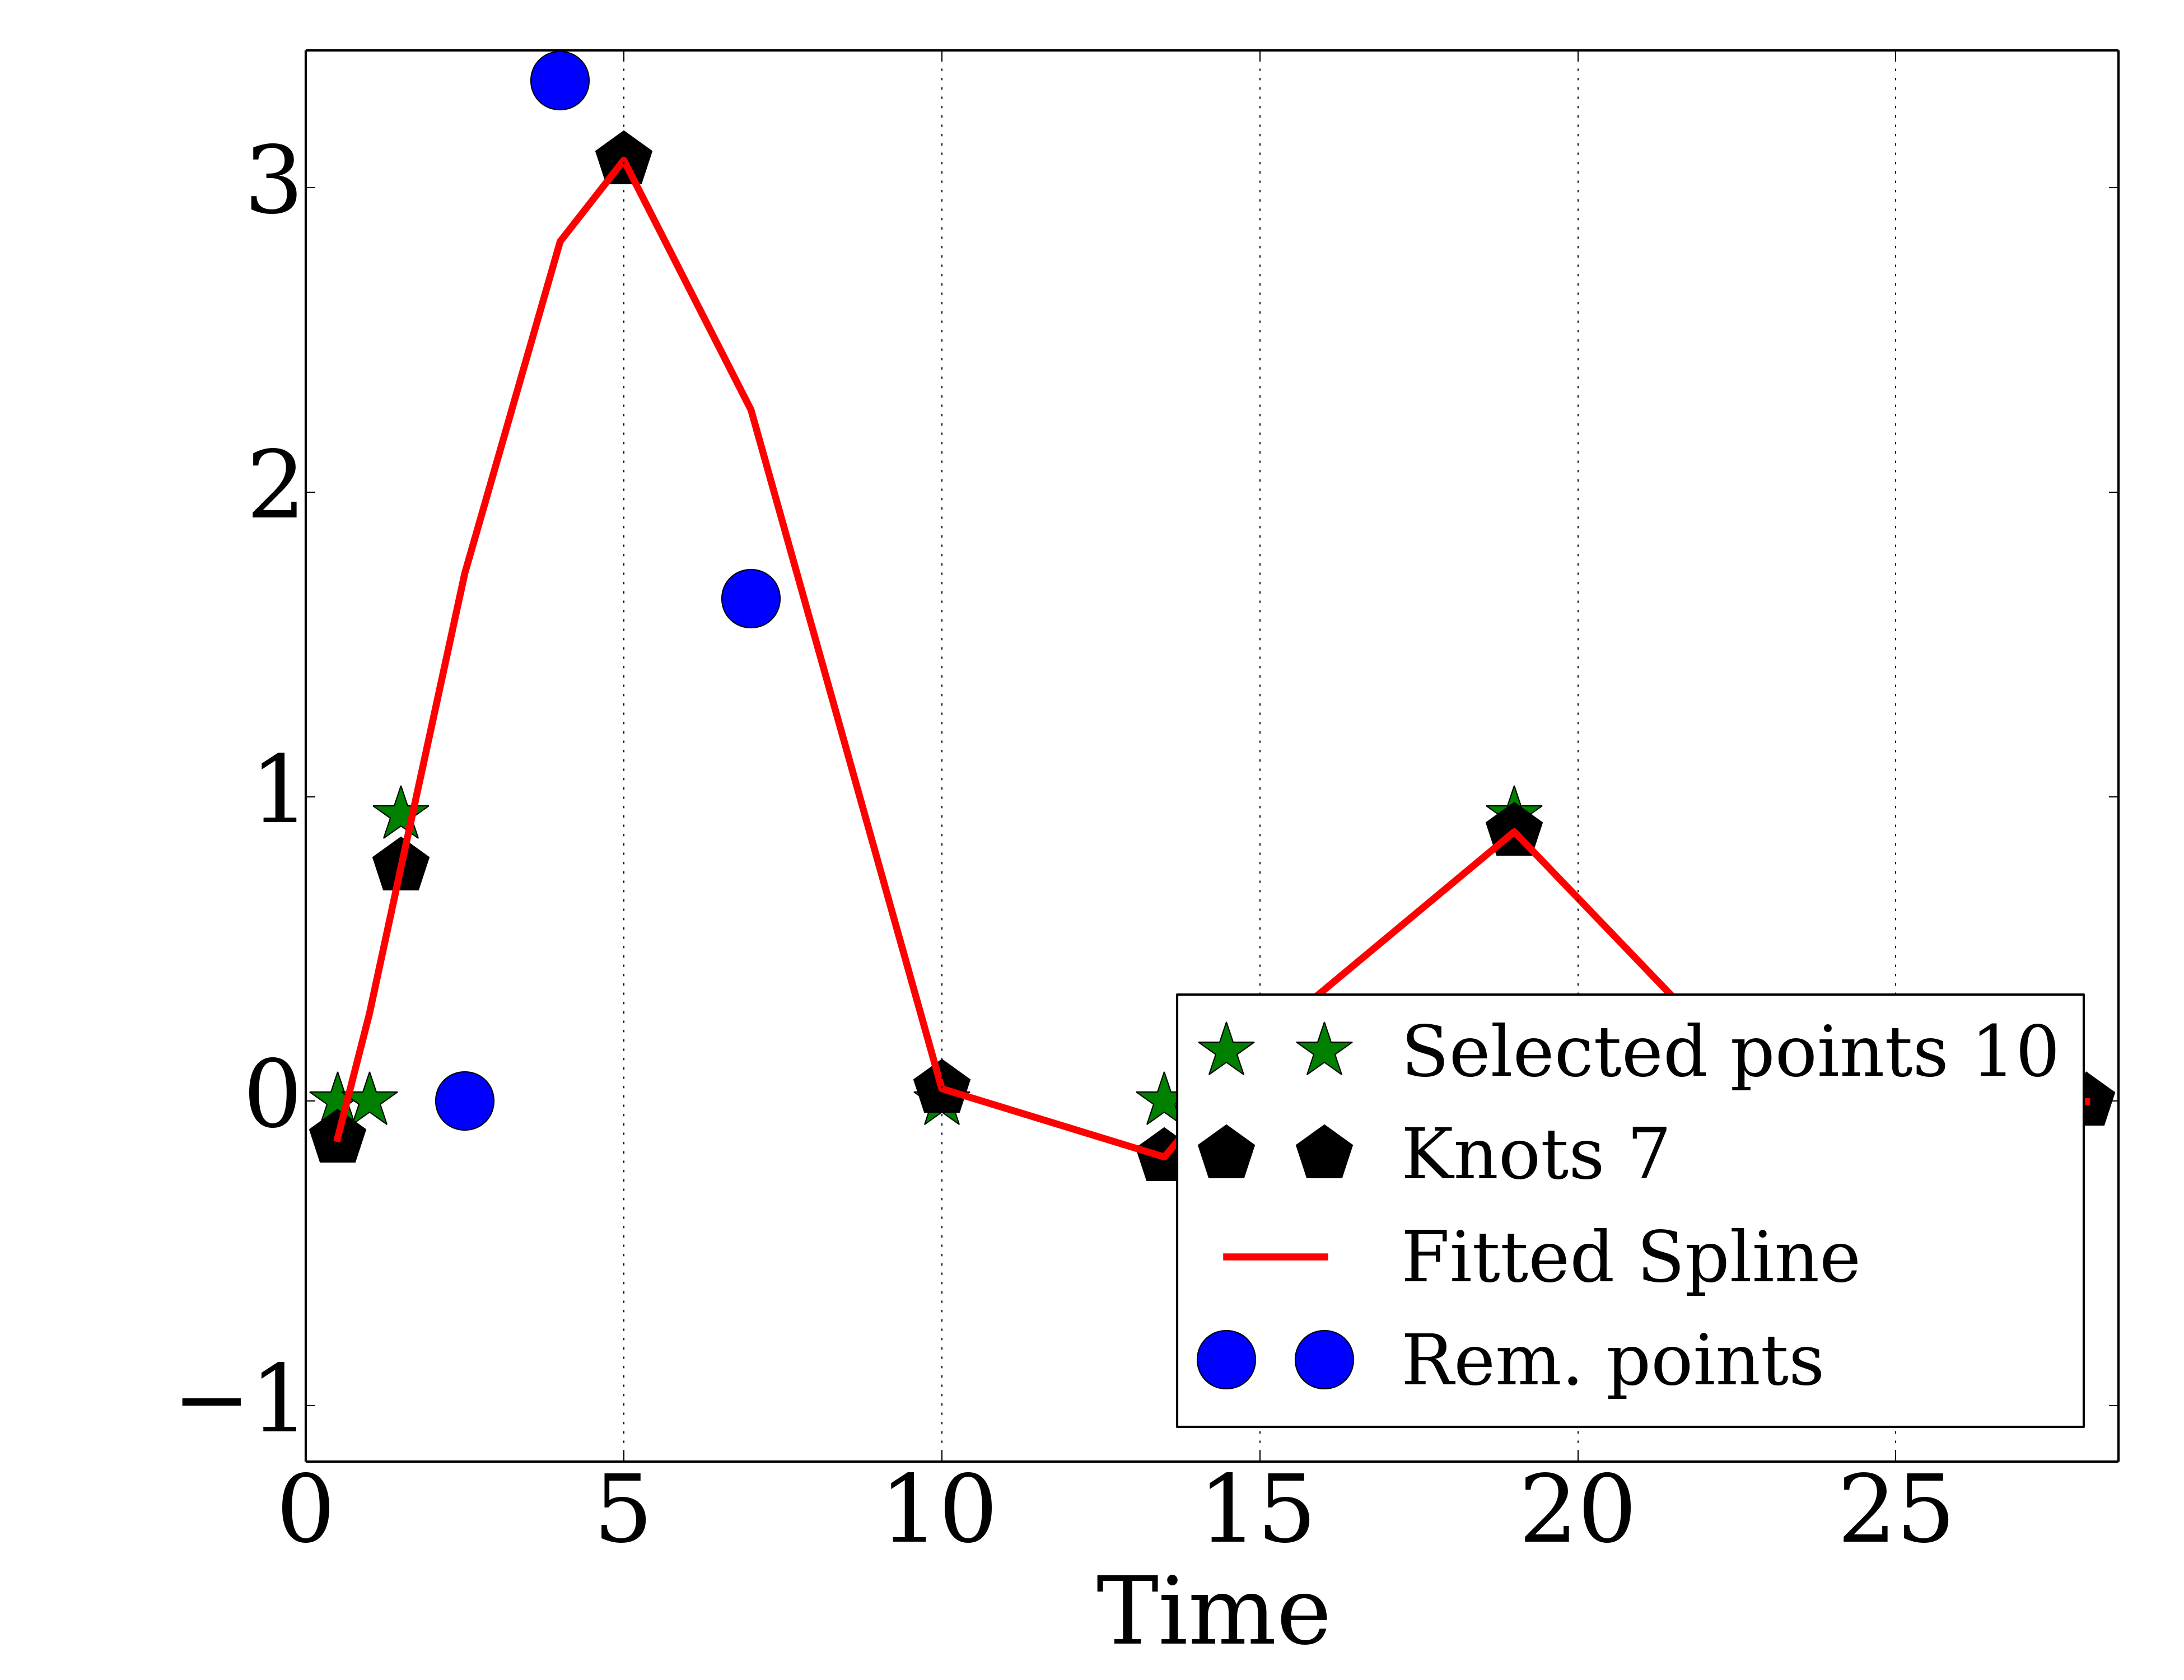 3
2
1
0
−1
Selected points 10
Knots 7
Fitted Spline
Rem. points
0 5 10 15 20 25
Time